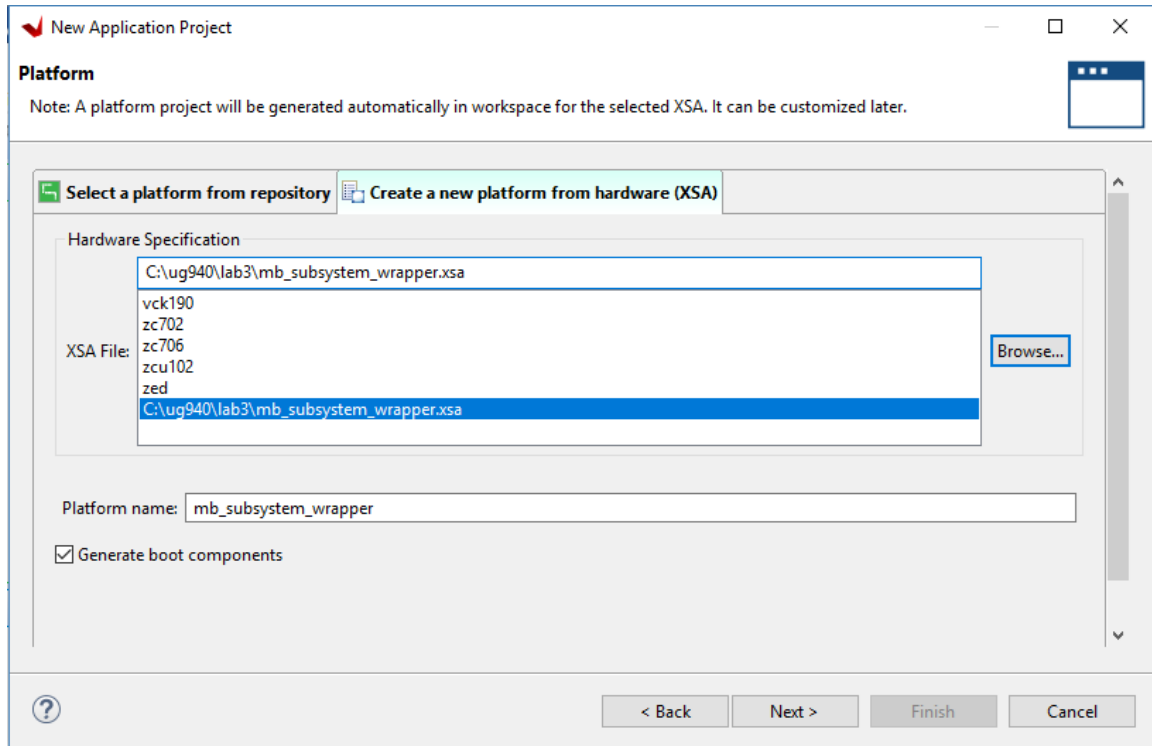 New Application Project
Platform
Note: A platform project will be generated automatically in workspace for the selected XSA. It can be customized later.
Select a platform from repository Create a new platform from hardware (XSA)
Hardware Specification
C:\ug940\lab3\mb_subsystem_wrapper.xsa
vck190
zc702
XSA File: zc706 Browse...
zcu102
zed
C:\ug940\lab3\mb_subsystem_wrapper.xsa
Platform name: mb_subsystem_wrapper
Generate boot components
? < Back Next > Finish Cancel